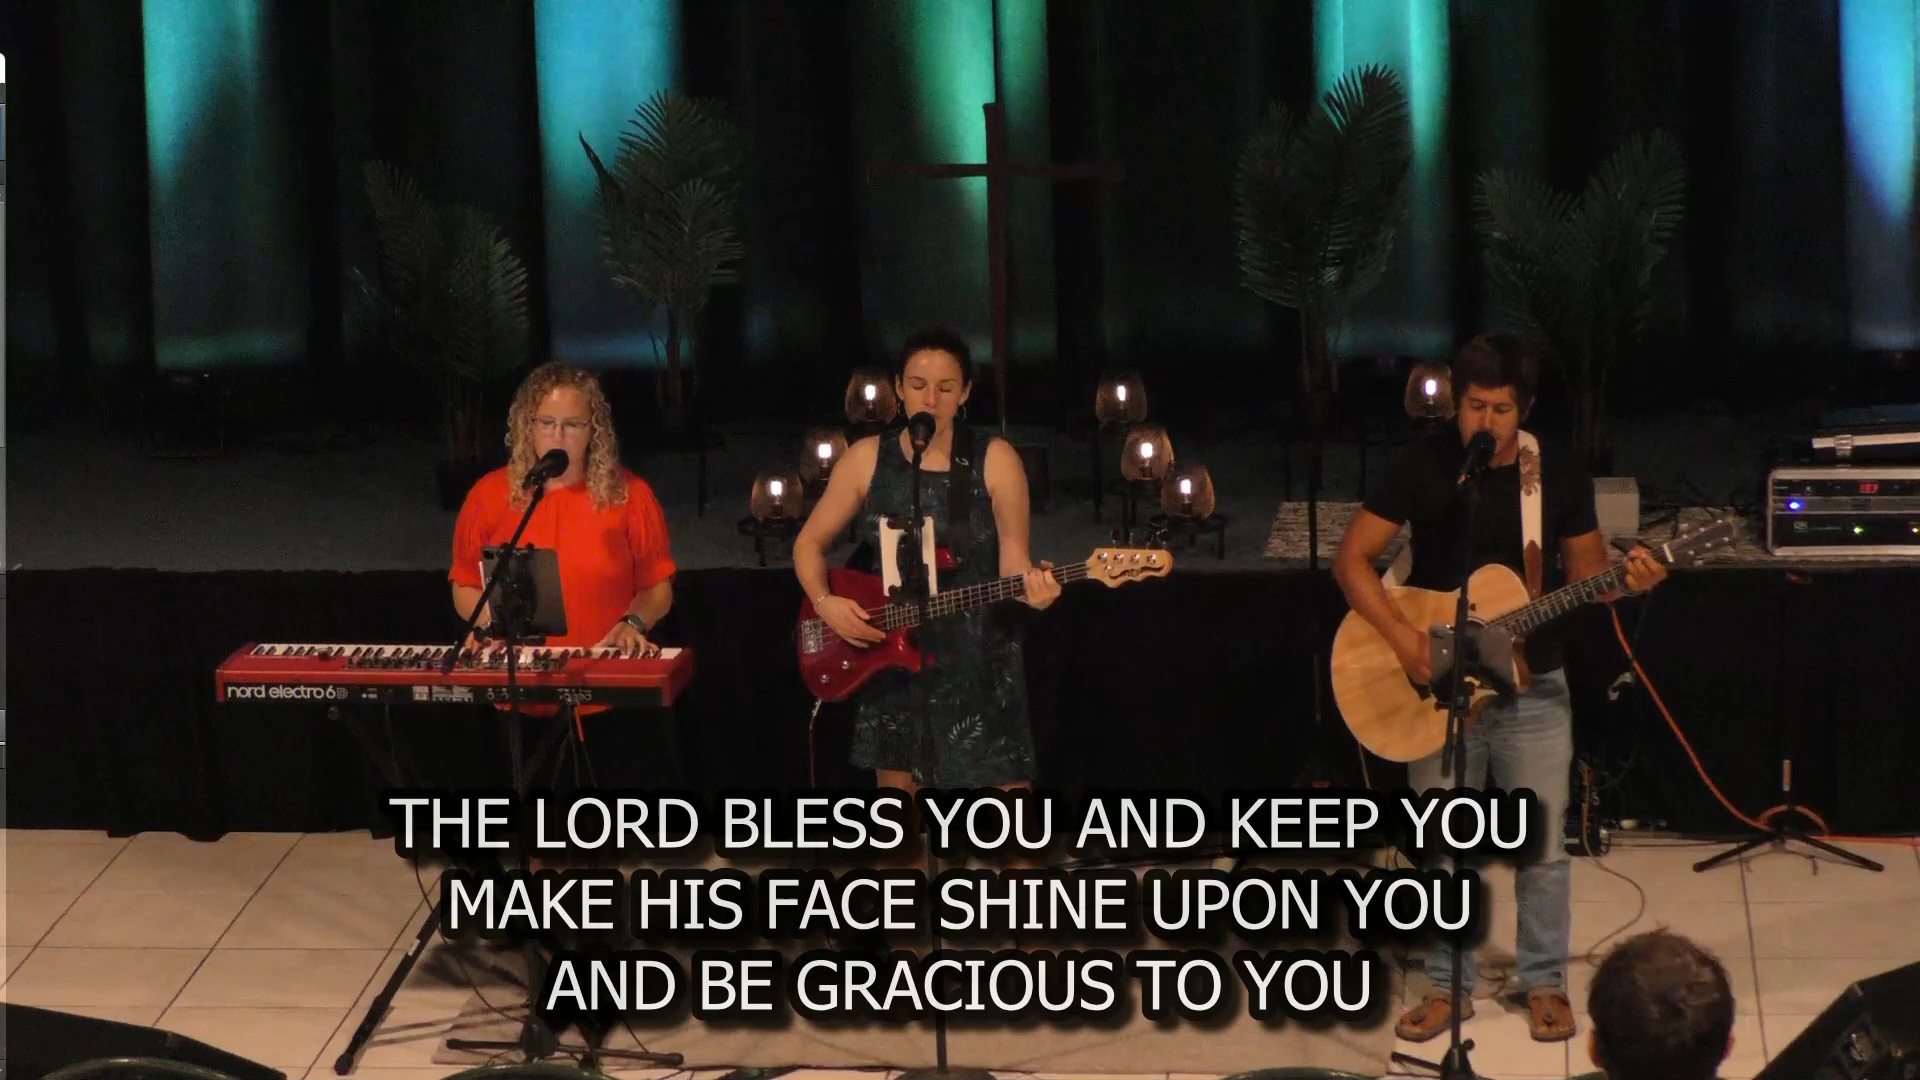 nord electro 6D
THE LORD BLESS YOU AND KEEP YOU
MAKE HIS FACE SHINE UPON YOU
AND BE GRACIOUS TO YOU